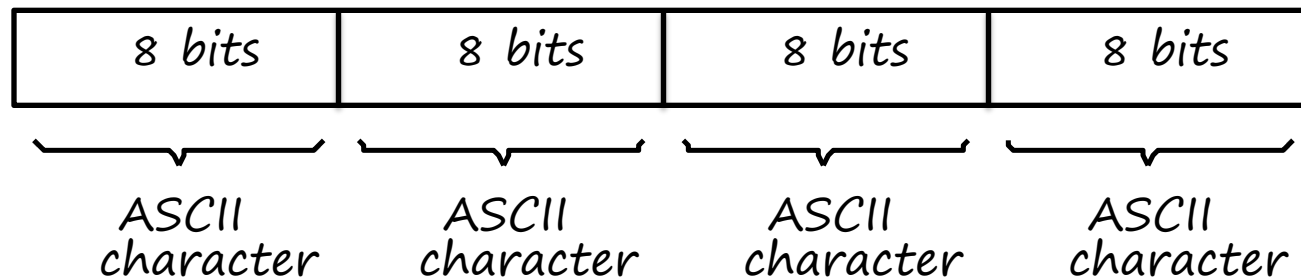 8 bits 8 bits 8 bits 8 bits
ASCII ASCII ASCII ASCII
character character character character